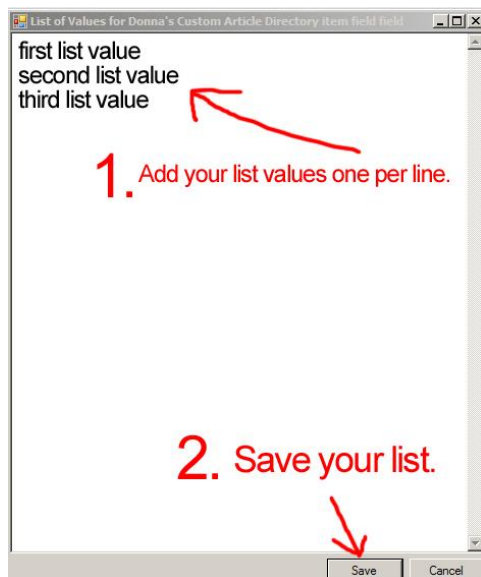 List of Values for Donna's Custom Article Directory item field field
first list value
second list value
third list value
1. Add your list values one per line.
2. Save your list.
Save Cancel